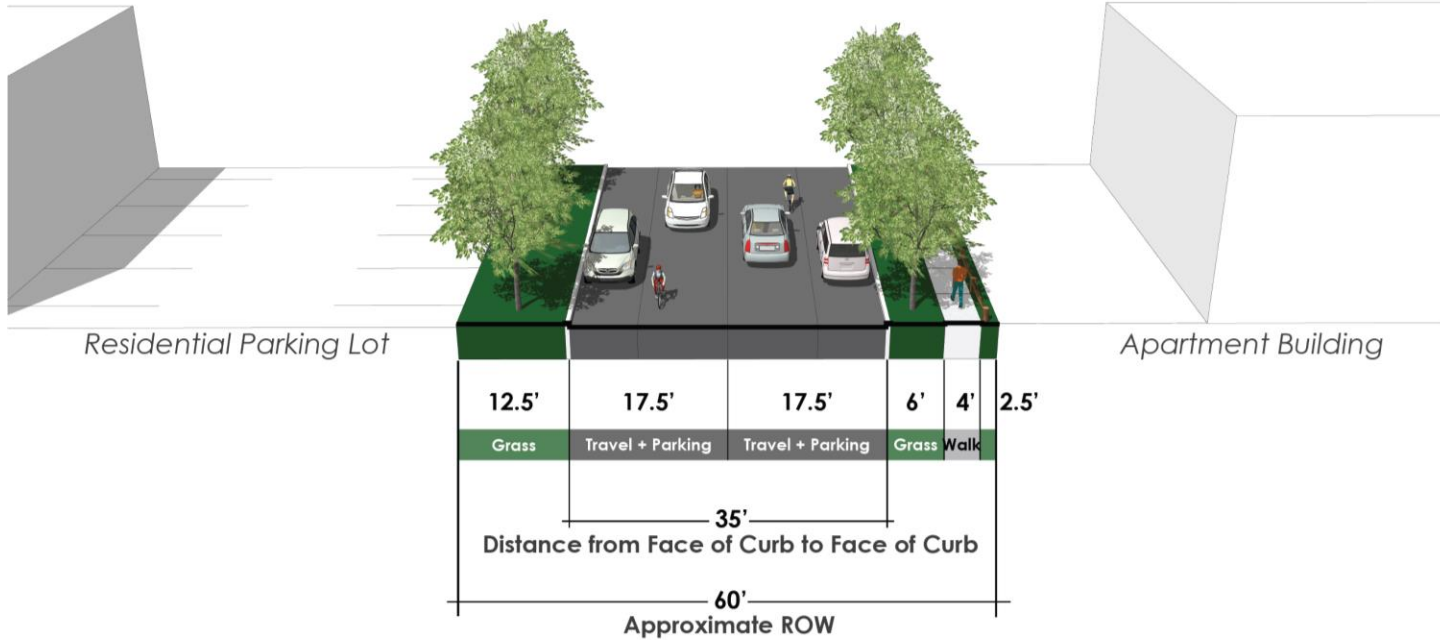 Residential Parking Lot
Apartment Building
12.5’
17.5’
17.5’
6’
4’
2.5’
Grass
Travel + Parking
Travel + Parking
Grass
Walk
35’
Distance from Face of Curb to Face of Curb
60’
Approximate ROW